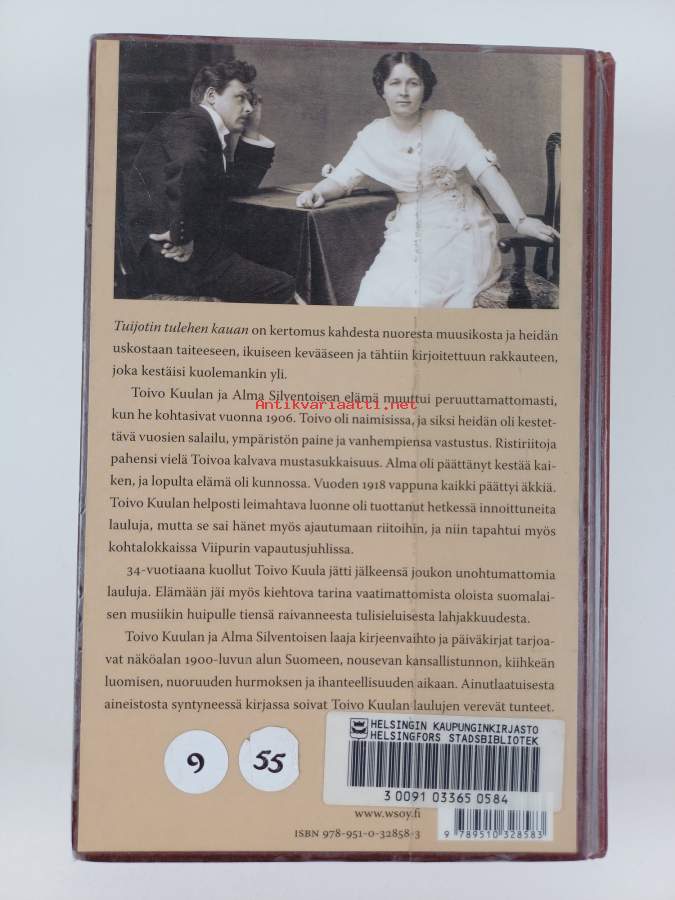 Tuijotin tulehen kauan on kertomus kahdesta nuoresta muusikosta ja heidän
uskostaan taiteeseen, ikuiseen kevääseen ja tähtiin kirjoitettuun rakkauteen,
joka kestäisi kuolemankin yli.
Toivo Kuulan ja Alma Silventoisen elämä muuttui peruuttamattomasti,
Antikvariaatti.net
kun he kohtasivat vuonna 1906. Toivo oli naimisissa, ja siksi heidän oli kestet-
tävä vuosien salailu, ympäristön paine ja vanhempiensa vastustus. Ristiriitoja
pahensi vielä Toivoa kalvava mustasukkaisuus. Alma oli päättänyt kestää kai-
ken, ja lopulta elämä oli kunnossa. Vuoden 1918 vappuna kaikki päättyi äkkiä.
Toivo Kuulan helposti leimahtava luonne oli tuottanut hetkessä innoittuneita
lauluja, mutta se sai hänet myös ajautumaan riitoihin, ja niin tapahtui myös
kohtalokkaissa Viipurin vapautusjuhlissa.
34-vuotiaana kuollut Toivo Kuula jätti jälkeensä joukon unohtumattomia
lauluja. Elämään jäi myös kiehtova tarina vaatimattomista oloista suomalai-
sen musiikin huipulle tiensä raivanneesta tulisieluisesta lahjakkuudesta.
Toivo Kuulan ja Alma Silventoisen laaja kirjeenvaihto ja päiväkirjat tarjoa-
vat näköalan 1900-luvun alun Suomeen, nousevan kansallistunnon, kiihkeän
luomisen, nuoruuden hurmoksen ja ihanteellisuuden aikaan. Ainutlaatuisesta
aineistosta syntyneessä kirjassa soivat Toivo Kuulan laulujen verevät tunteet.
HELSINGIN KAUPUNGINKIRJASTO
HELSINGFORS STADSBIBLIOTEK
9
55
3 0091 03365 0584
www.wsoy.fi
ISBN 978-951-0-32858-3
9 789510 328583